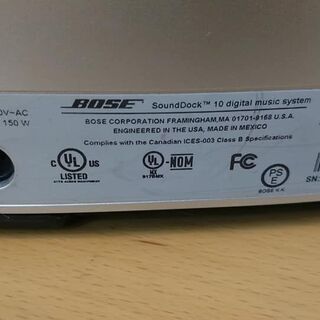 0V~AC
150 W
BOSE SoundDock™ 10 digital music system
BOSE CORPORATION FRAMINGHAM, MA 01701-9168 U.S.A.
ENGINEERED IN THE USA, MADE IN MEXICO
Complies with the Canadian ICES-003 Class B Specifications
C UL US
LISTED
UL -NOM
MX
FC
PS
E
BOSE K.K.
SN: